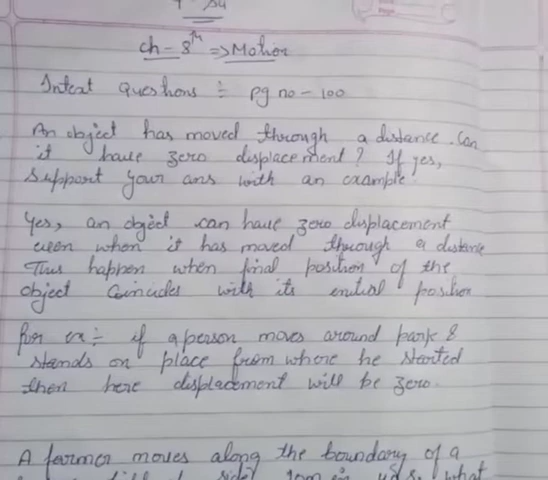 ch - 8th => Motion
Intext questions ÷ pg no - 100
An object has moved through a distance. Can
it have zero displacement? If yes,
Support your ans with an example.
Yes, an object can have zero displacement
even when it has moved through a distance
This happen when final position of the
object coincides with its initial position
for ex ÷ if a person moves around park &
stands on place from where he started
then here displacement will be zero.
A farmer moves along the boundary of a
side 10m in what